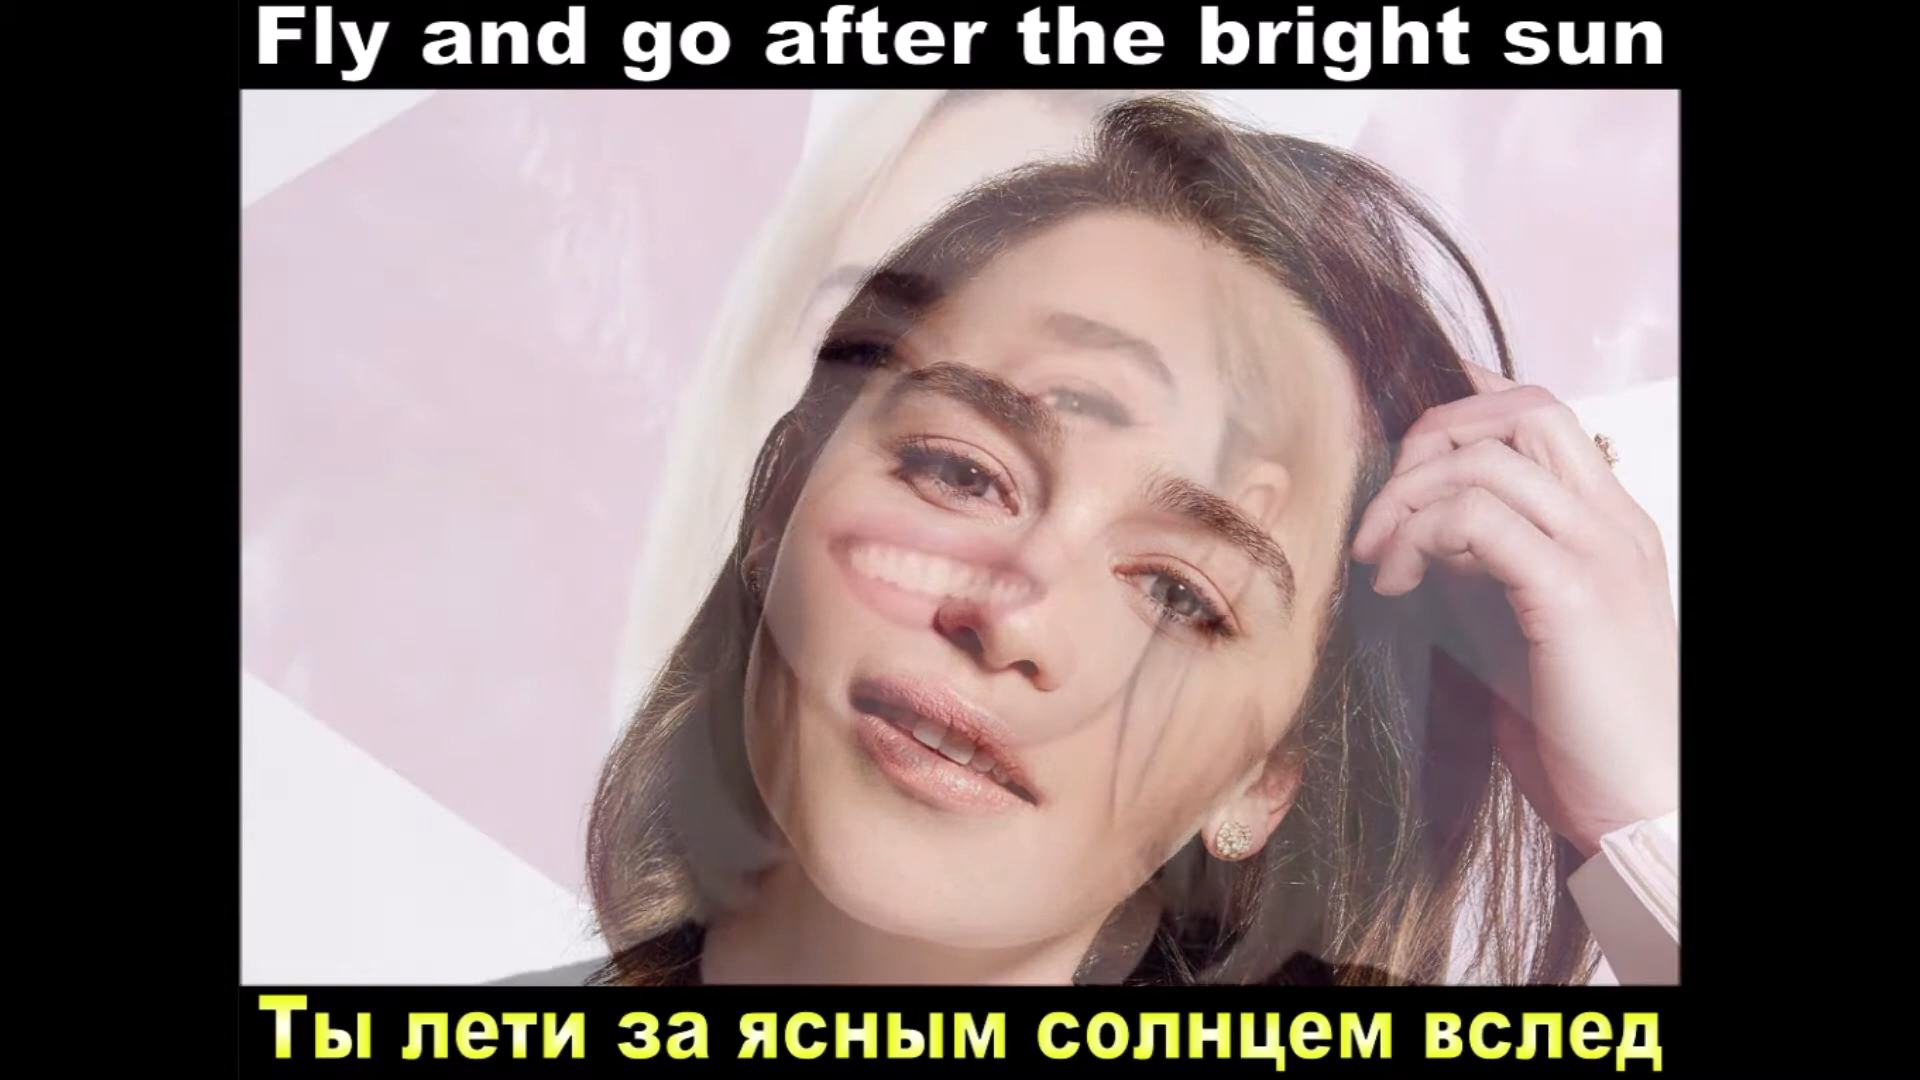 Fly and go after the bright sun
Ты лети за ясным солнцем вслед